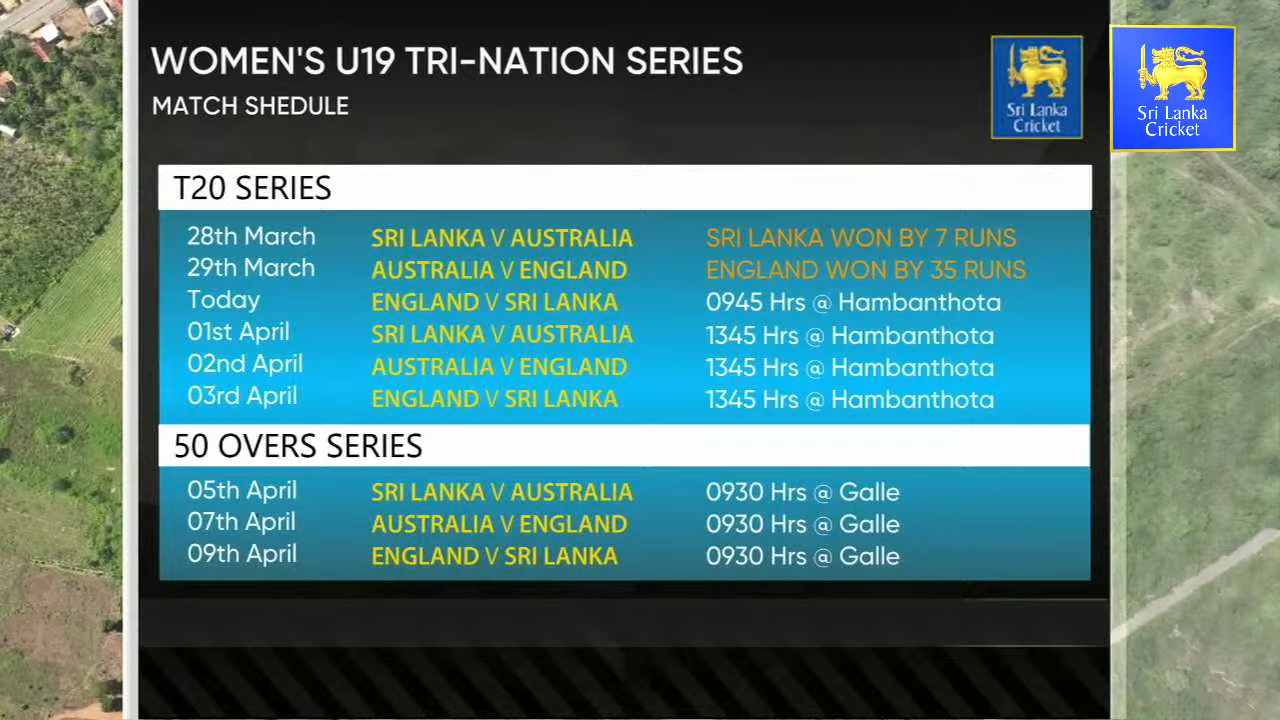 WOMEN'S U19 TRI-NATION SERIES
MATCH SHEDULE
Sri Lanka
Cricket
Sri Lanka
Cricket
T20 SERIES
28th March SRI LANKA V AUSTRALIA SRI LANKA WON BY 7 RUNS
29th March AUSTRALIA V ENGLAND ENGLAND WON BY 35 RUNS
Today ENGLAND V SRI LANKA 0945 Hrs @ Hambanthota
01st April SRI LANKA V AUSTRALIA 1345 Hrs @ Hambanthota
02nd April AUSTRALIA V ENGLAND 1345 Hrs @ Hambanthota
03rd April ENGLAND V SRI LANKA 1345 Hrs @ Hambanthota
50 OVERS SERIES
05th April SRI LANKA V AUSTRALIA 0930 Hrs @ Galle
07th April AUSTRALIA V ENGLAND 0930 Hrs @ Galle
09th April ENGLAND V SRI LANKA 0930 Hrs @ Galle